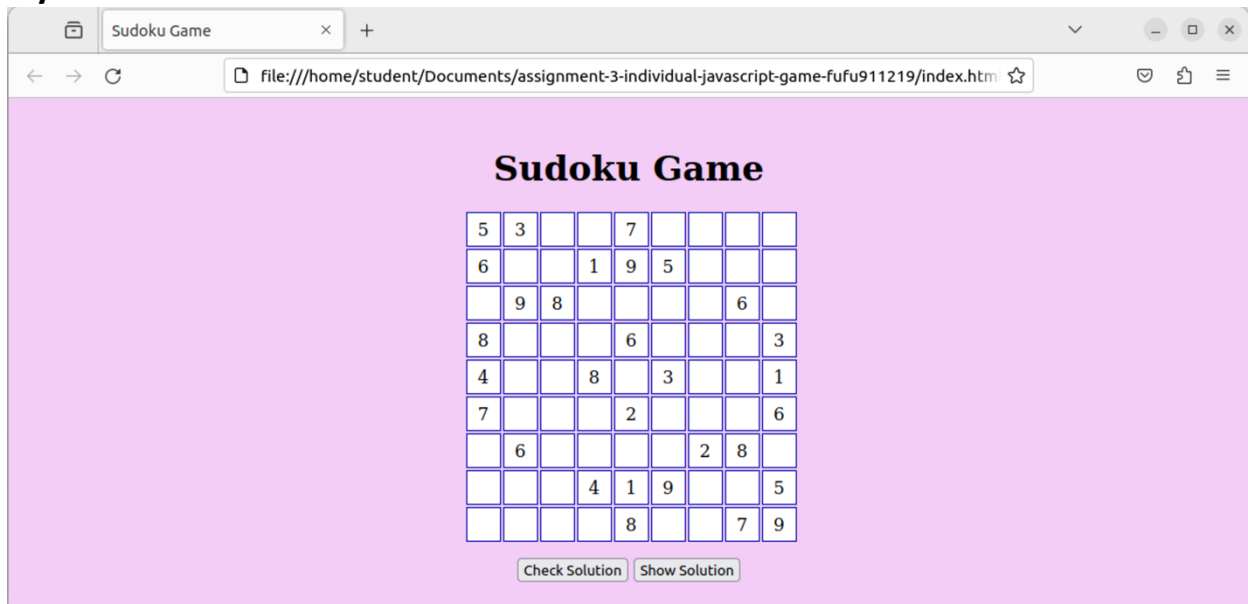 Sudoku Game
file:///home/student/Documents/assignment-3-individual-javascript-game-fufu911219/index.htm
Sudoku Game
5 3 7
6 1 9 5
9 8 6
8 6 3
4 8 3 1
7 2 6
6 2 8
4 1 9 5
8 7 9
Check Solution Show Solution